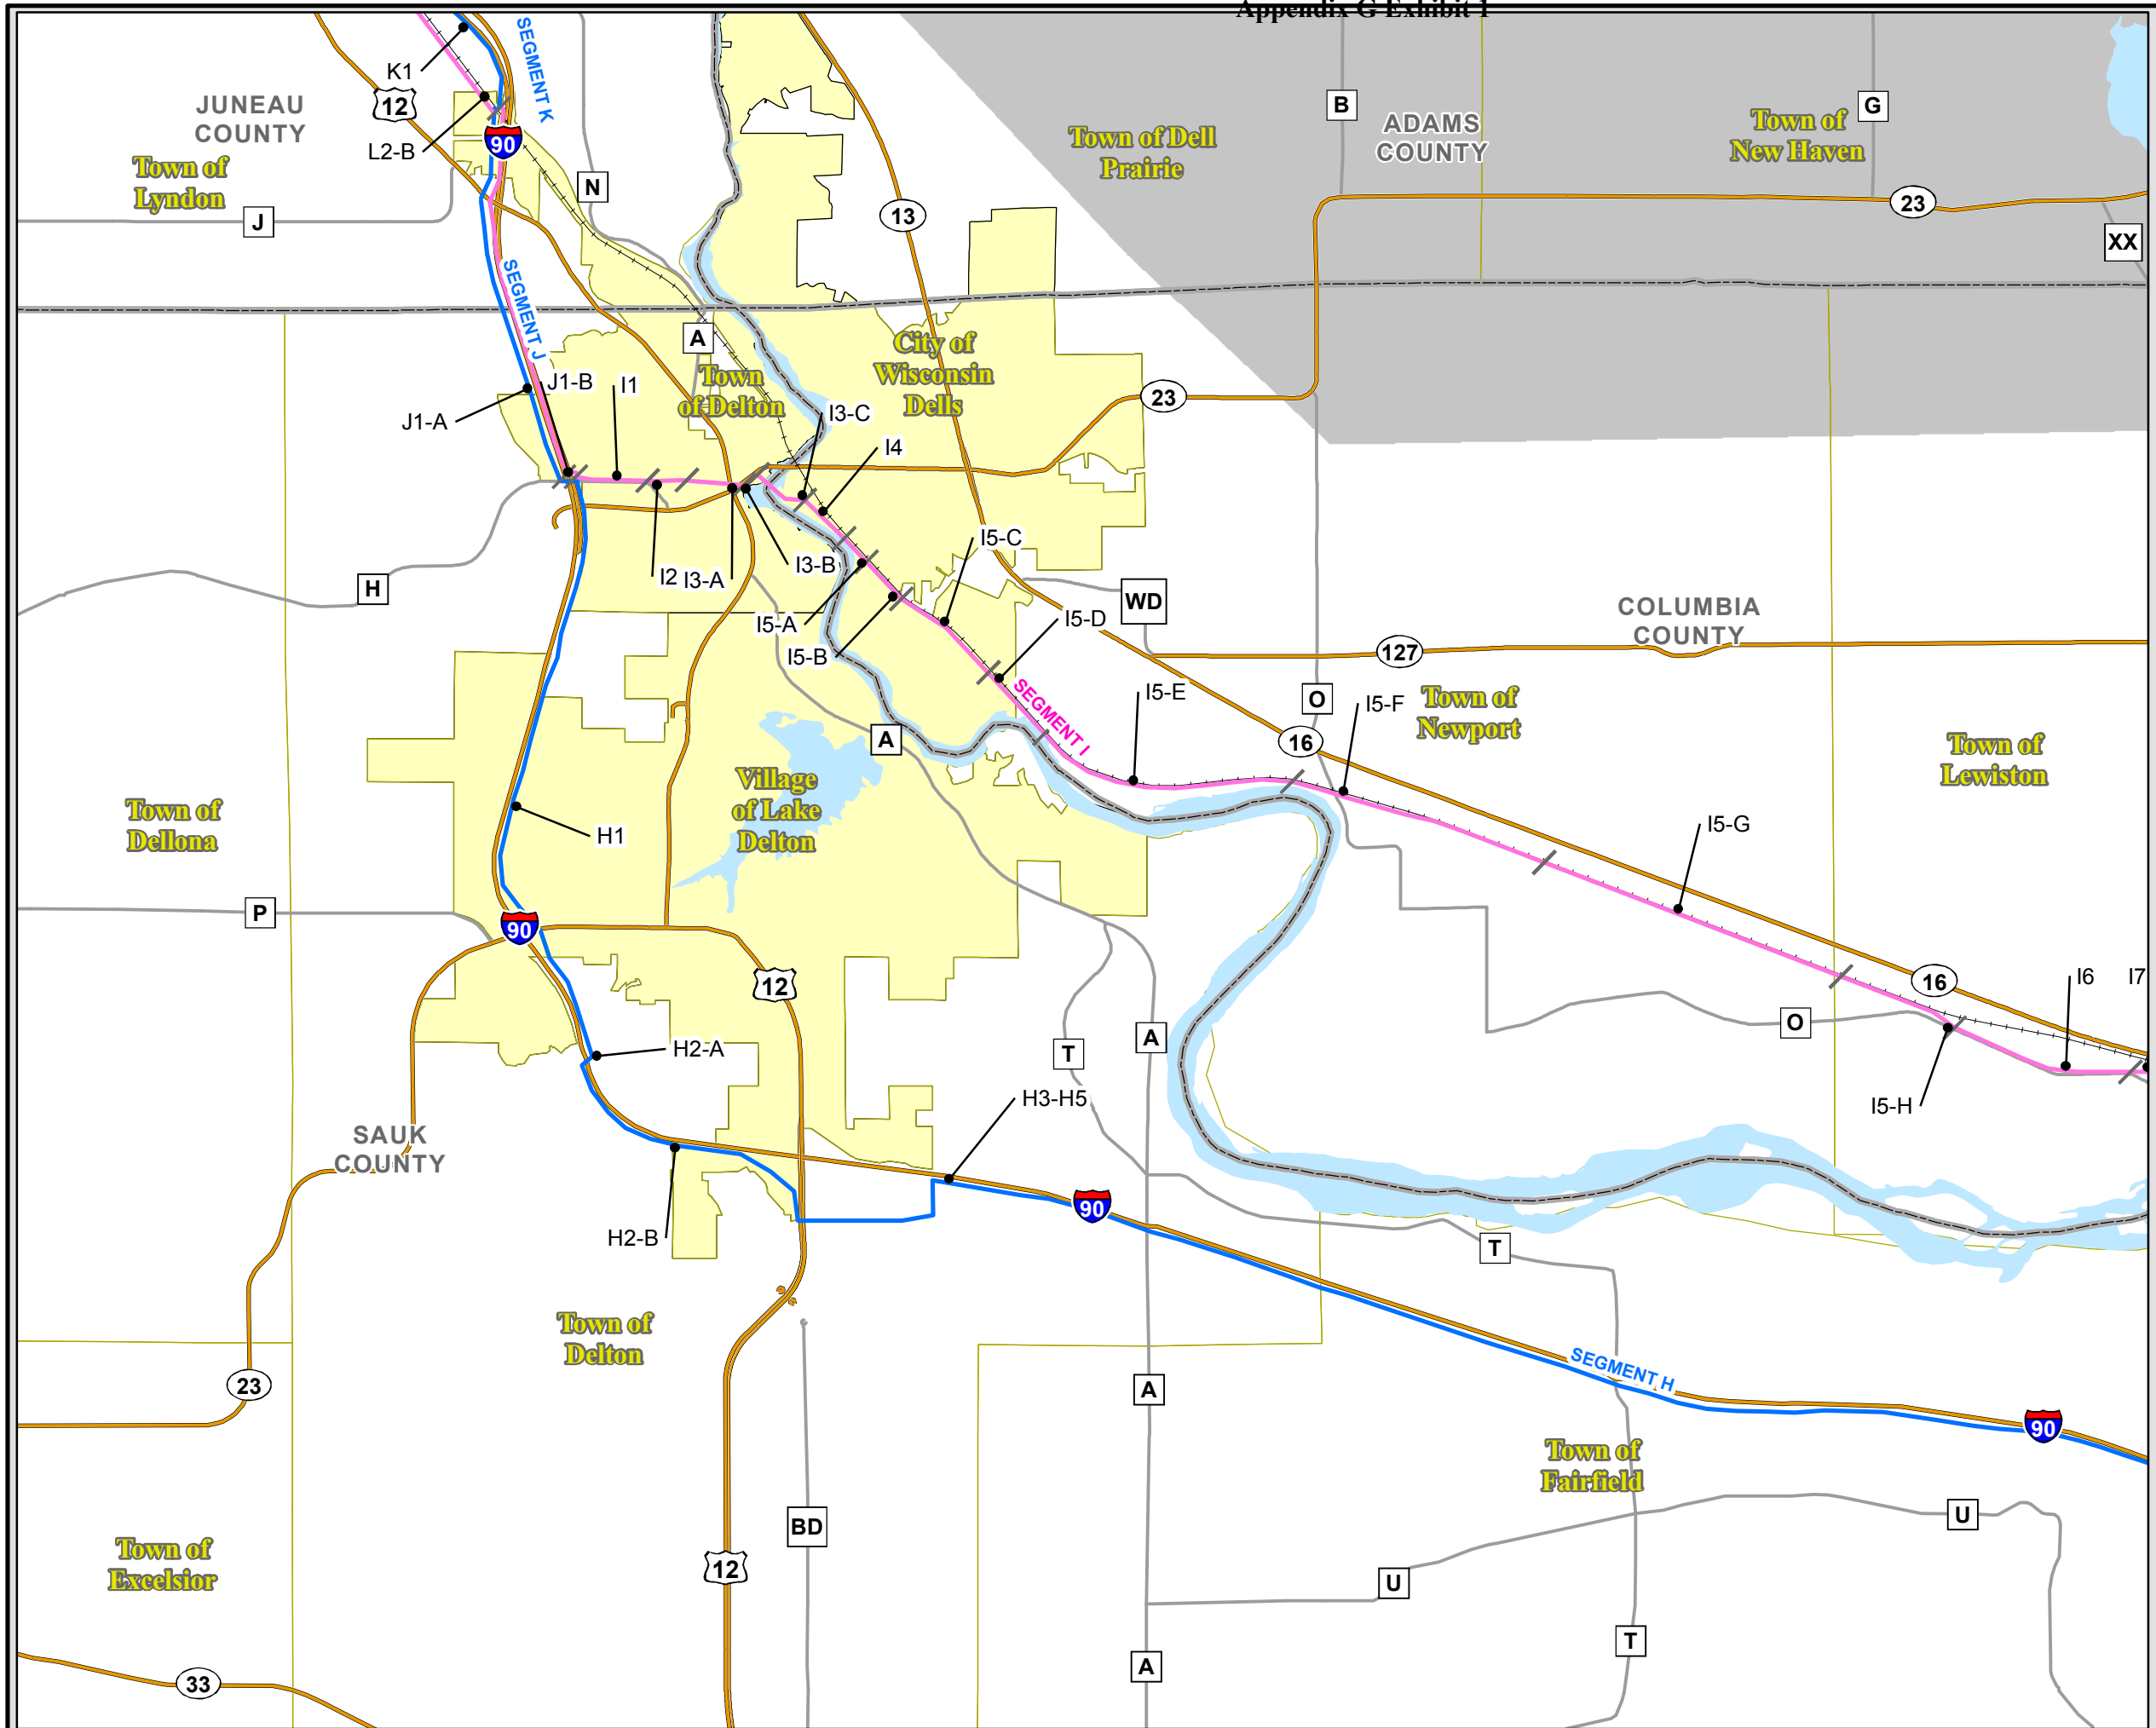 Appendix G Exhibit 1
K1
SEGMENT K
12
JUNEAU
COUNTY
L2-B
90
Town of
Lyndon
N
J
13
Town of Dell
Prairie
B
ADAMS
COUNTY
Town of
New Haven
G
23
XX
SEGMENT J
A
City of
Wisconsin
Dells
Town
of Delton
J1-B
I1
J1-A
I3-C
I4
23
H
I2
I3-A
I3-B
I5-C
WD
I5-A
I5-B
I5-D
COLUMBIA
COUNTY
127
SEGMENT I
I5-E
O
I5-F
Town of
Newport
16
A
Town of
Lewiston
Village
of Lake
Delton
Town of
Dellona
H1
I5-G
P
90
12
16
I6
I7
O
T
A
H2-A
H3-H5
I5-H
SAUK
COUNTY
90
H2-B
T
Town of
Delton
SEGMENT H
23
A
90
Town of
Fairfield
BD
U
Town of
Excelsior
12
U
T
A
33